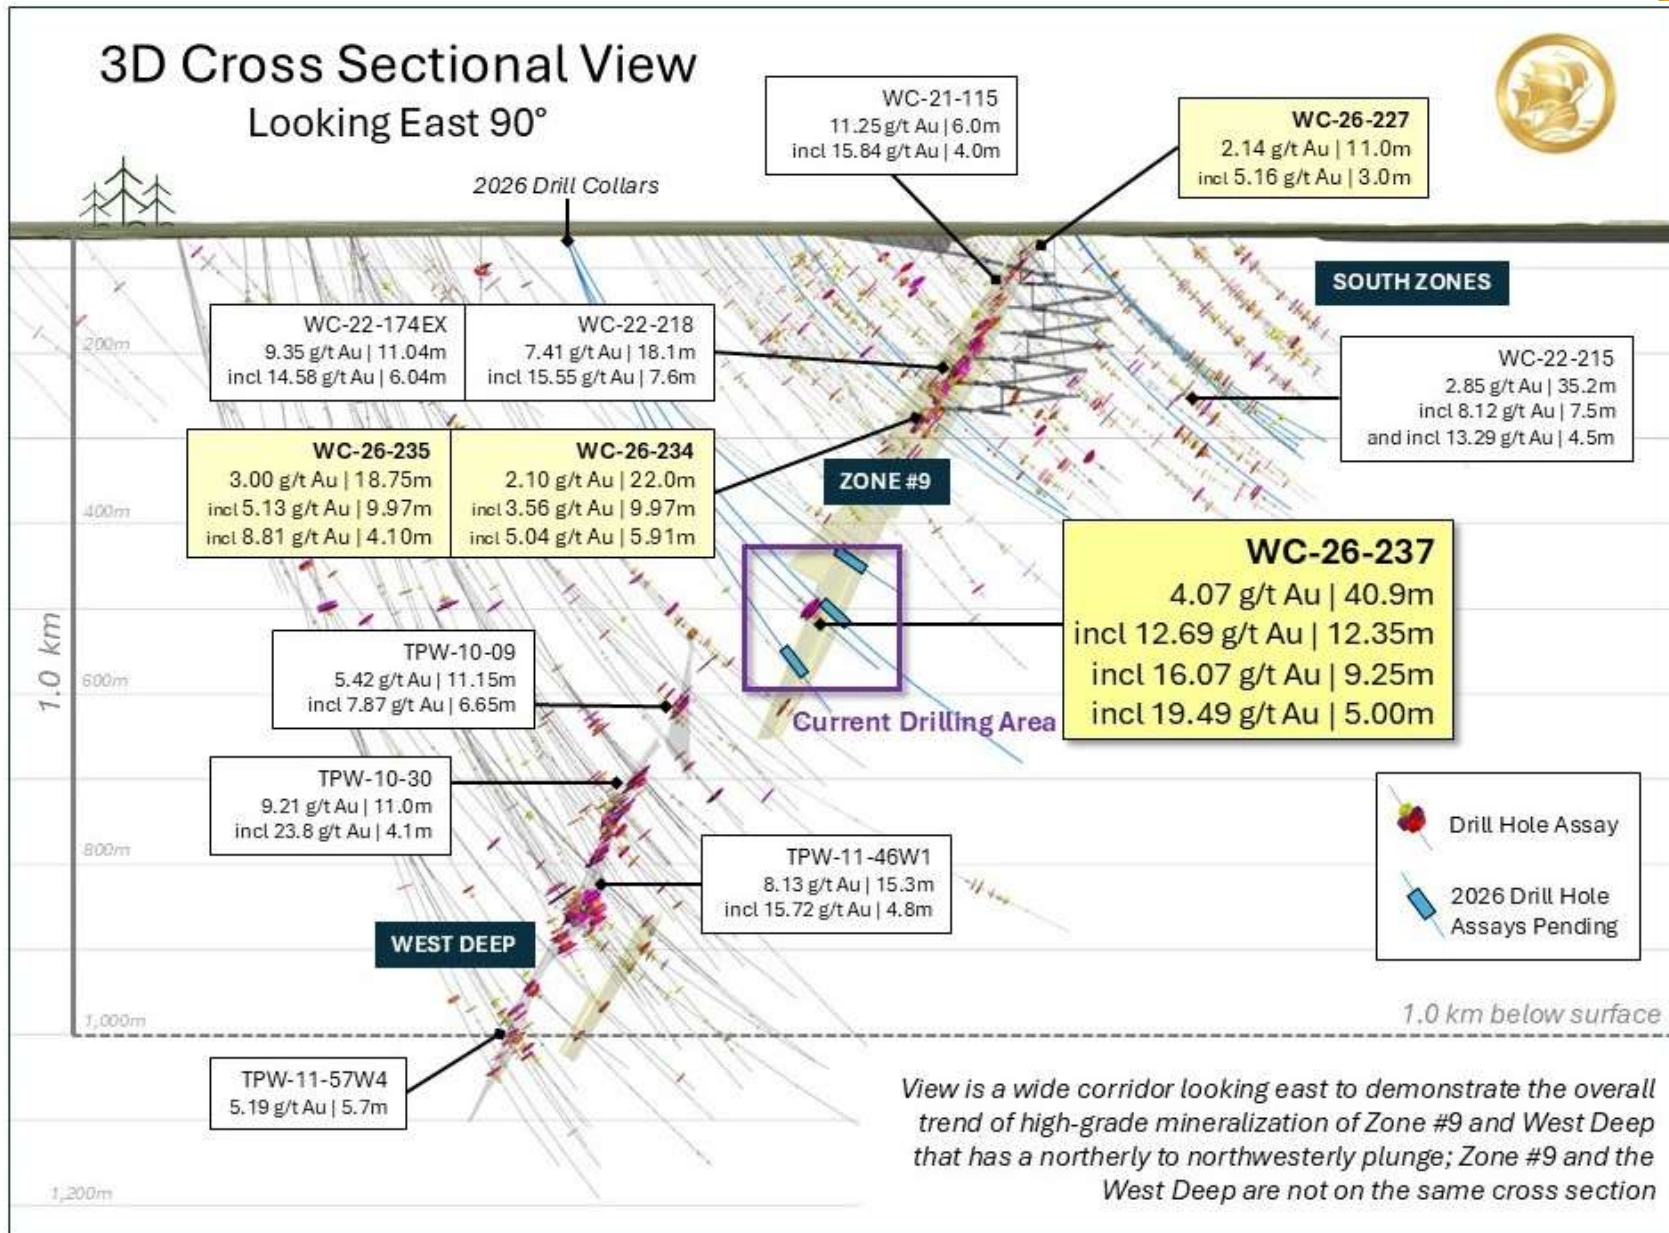 3D Cross Sectional View
Looking East 90°
2026 Drill Collars
WC-21-115
11.25 g/t Au | 6.0m
incl 15.84 g/t Au | 4.0m
WC-26-227
2.14 g/t Au | 11.0m
incl 5.16 g/t Au | 3.0m
SOUTH ZONES
WC-22-174EX
9.35 g/t Au | 11.04m
incl 14.58 g/t Au | 6.04m
WC-22-218
7.41 g/t Au | 18.1m
incl 15.55 g/t Au | 7.6m
200m
WC-22-215
2.85 g/t Au | 35.2m
incl 8.12 g/t Au | 7.5m
and incl 13.29 g/t Au | 4.5m
WC-26-235
3.00 g/t Au | 18.75m
incl 5.13 g/t Au | 9.97m
incl 8.81 g/t Au | 4.10m
WC-26-234
2.10 g/t Au | 22.0m
incl 3.56 g/t Au | 9.97m
incl 5.04 g/t Au | 5.91m
ZONE #9
400m
WC-26-237
4.07 g/t Au | 40.9m
incl 12.69 g/t Au | 12.35m
incl 16.07 g/t Au | 9.25m
incl 19.49 g/t Au | 5.00m
1.0 km
TPW-10-09
5.42 g/t Au | 11.15m
incl 7.87 g/t Au | 6.65m
600m
Current Drilling Area
TPW-10-30
9.21 g/t Au | 11.0m
incl 23.8 g/t Au | 4.1m
Drill Hole Assay
2026 Drill Hole
Assays Pending
800m
TPW-11-46W1
8.13 g/t Au | 15.3m
incl 15.72 g/t Au | 4.8m
WEST DEEP
1,000m
1.0 km below surface
TPW-11-57W4
5.19 g/t Au | 5.7m
View is a wide corridor looking east to demonstrate the overall
trend of high-grade mineralization of Zone #9 and West Deep
that has a northerly to northwesterly plunge; Zone #9 and the
West Deep are not on the same cross section
1,200m